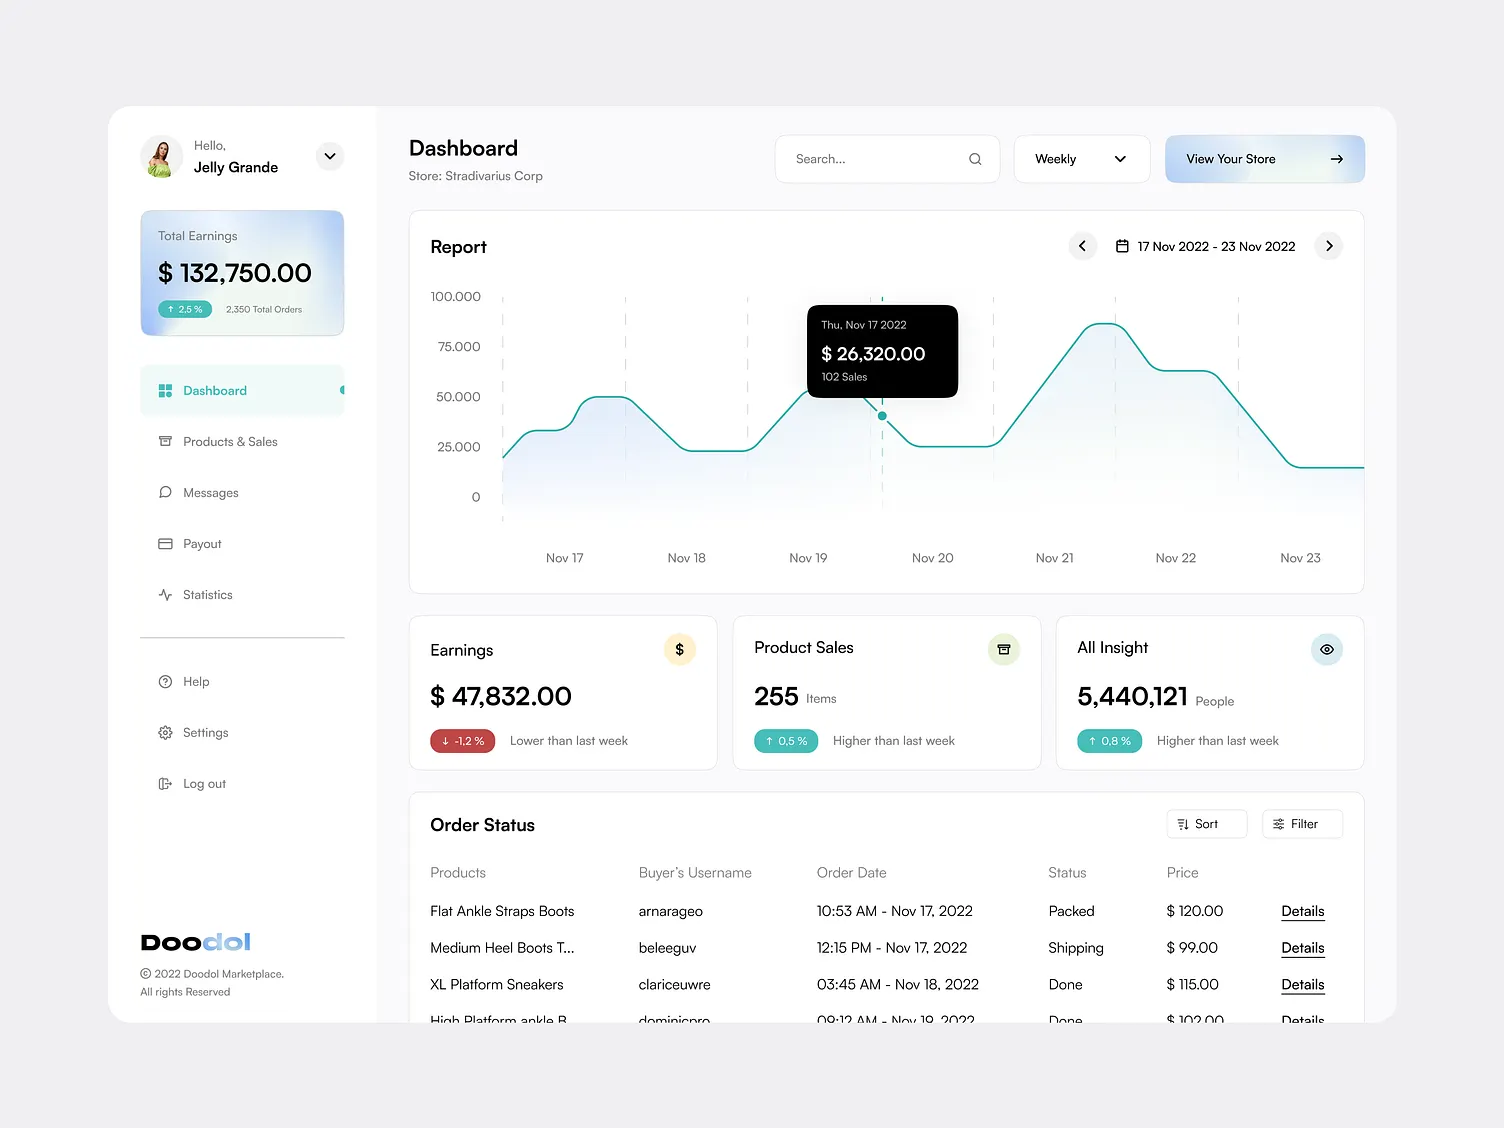 Hello,
Jelly Grande
Total Earnings
$ 132,750.00
↑ 2,5 %
2,350 Total Orders
Dashboard
Products & Sales
Messages
Payout
Statistics
Help
Settings
Log out
Doodol
© 2022 Doodol Marketplace.
All rights Reserved
Dashboard
Store: Stradivarius Corp
Search...
Weekly
View Your Store →
Report
17 Nov 2022 - 23 Nov 2022
100.000
75.000
50.000
25.000
0
Thu, Nov 17 2022
$ 26,320.00
102 Sales
Nov 17 Nov 18 Nov 19 Nov 20 Nov 21 Nov 22 Nov 23
Earnings
$
$ 47,832.00
↓ -1,2 % Lower than last week
Product Sales
255 Items
↑ 0,5 % Higher than last week
All Insight
5,440,121 People
↑ 0,8 % Higher than last week
Order Status
Sort
Filter
Products Buyer’s Username Order Date Status Price
Flat Ankle Straps Boots arnarageo 10:53 AM - Nov 17, 2022 Packed $ 120.00 Details
Medium Heel Boots T... beleeguv 12:15 PM - Nov 17, 2022 Shipping $ 99.00 Details
XL Platform Sneakers clariceuwre 03:45 AM - Nov 18, 2022 Done $ 115.00 Details
High Platform ankle B dominicpro 09:12 AM - Nov 19, 2022 Done $ 102.00 Details